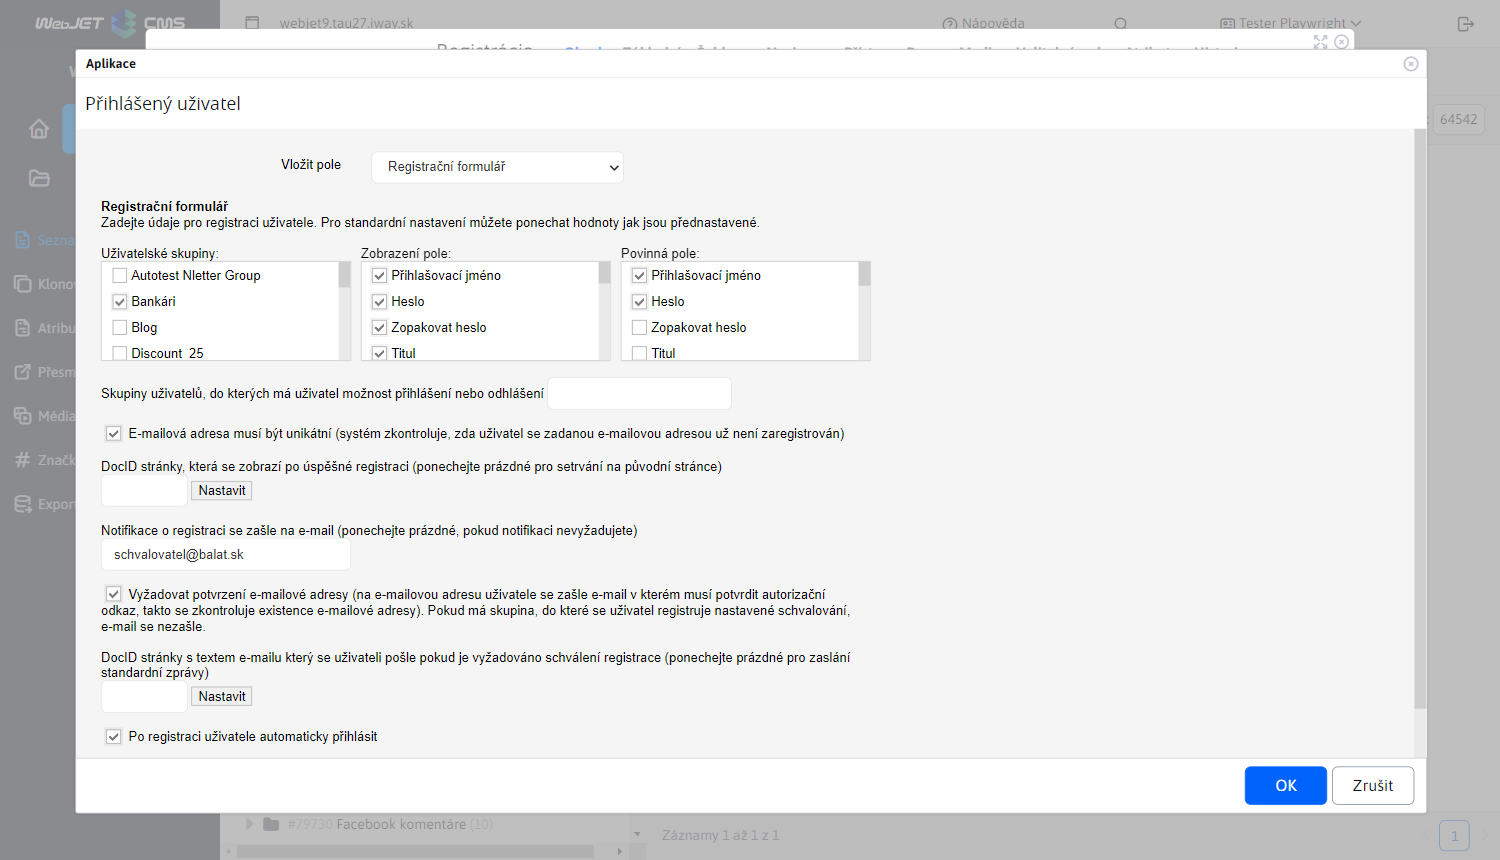 WebJET CMS
webjet9.tau27.iway.sk
Nápověda
Tester Playwright
Aplikace
Přihlášený uživatel
64542
Vložit pole
Registrační formulář
Registrační formulář
Zadejte údaje pro registraci uživatele. Pro standardní nastavení můžete ponechat hodnoty jak jsou přednastavené.
Uživatelské skupiny:
Zobrazení pole:
Povinná pole:
Autotest Nletter Group
Přihlašovací jméno
Přihlašovací jméno
Bankári
Heslo
Heslo
Blog
Zopakovat heslo
Zopakovat heslo
Discount_25
Titul
Titul
Skupiny uživatelů, do kterých má uživatel možnost přihlášení nebo odhlášení
E-mailová adresa musí být unikátní (systém zkontroluje, zda uživatel se zadanou e-mailovou adresou už není zaregistrován)
DocID stránky, která se zobrazí po úspěšné registraci (ponechejte prázdné pro setrvání na původní stránce)
Nastavit
Notifikace o registraci se zašle na e-mail (ponechejte prázdné, pokud notifikaci nevyžadujete)
schvalovatel@balat.sk
Vyžadovat potvrzení e-mailové adresy (na e-mailovou adresu uživatele se zašle e-mail v kterém musí potvrdit autorizační
odkaz, takto se zkontroluje existence e-mailové adresy). Pokud má skupina, do které se uživatel registruje nastavené schvalování,
e-mail se nezašle.
DocID stránky s textem e-mailu který se uživateli pošle pokud je vyžadováno schválení registrace (ponechejte prázdné pro zaslání
standardní zprávy)
Nastavit
Po registraci uživatele automaticky přihlásit
OK
Zrušit
Sezna
Klonov
Atribu
Přesm
Média
Značk
Export
#79730 Facebook komentáre (10)
Záznamy 1 až 1 z 1
1